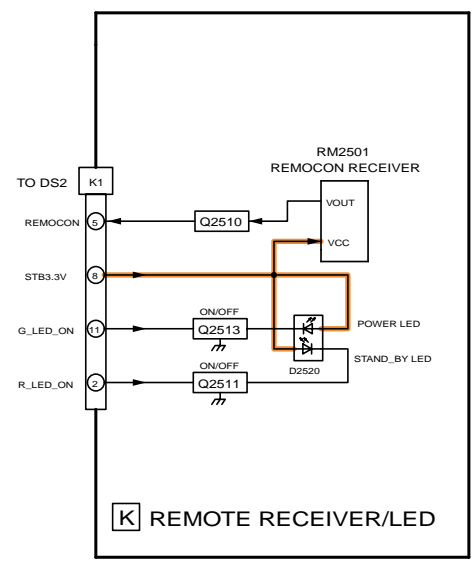 RM2501
REMOCON RECEIVER
TO DS2
K1
VOUT
REMOCON
5
Q2510
VCC
STB3.3V
8
ON/OFF
G_LED_ON
11
Q2513
POWER LED
ON/OFF
D2520
STAND_BY LED
R_LED_ON
2
Q2511
K REMOTE RECEIVER/LED